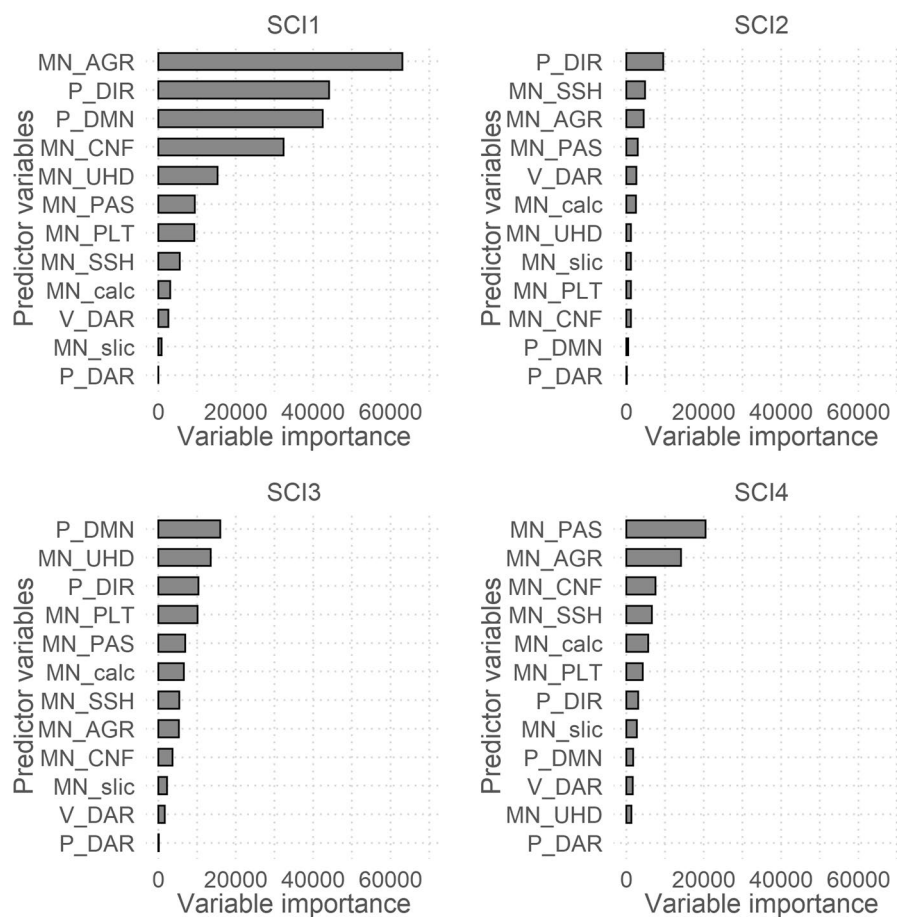 SCI1
Predictor variables
MN_AGR
P_DIR
P_DMN
MN_CNF
MN_UHD
MN_PAS
MN_PLT
MN_SSH
MN_calc
V_DAR
MN_slic
P_DAR
0 20000 40000 60000
Variable importance
SCI2
Predictor variables
P_DIR
MN_SSH
MN_AGR
MN_PAS
V_DAR
MN_calc
MN_UHD
MN_slic
MN_PLT
MN_CNF
P_DMN
P_DAR
0 20000 40000 60000
Variable importance
SCI3
Predictor variables
P_DMN
MN_UHD
P_DIR
MN_PLT
MN_PAS
MN_calc
MN_SSH
MN_AGR
MN_CNF
MN_slic
V_DAR
P_DAR
0 20000 40000 60000
Variable importance
SCI4
Predictor variables
MN_PAS
MN_AGR
MN_CNF
MN_SSH
MN_calc
MN_PLT
P_DIR
MN_slic
P_DMN
V_DAR
MN_UHD
P_DAR
0 20000 40000 60000
Variable importance